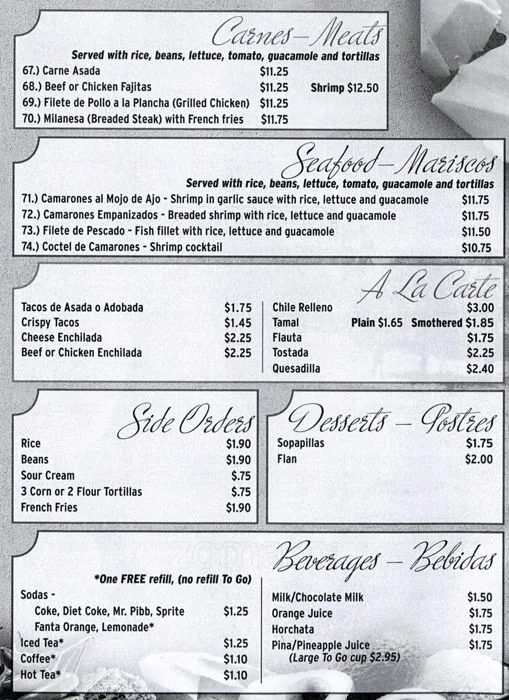 Carnes – Meats
Served with rice, beans, lettuce, tomato, guacamole and tortillas
67.) Carne Asada $11.25
68.) Beef or Chicken Fajitas $11.25 Shrimp $12.50
69.) Filete de Pollo a la Plancha (Grilled Chicken) $11.25
70.) Milanesa (Breaded Steak) with French fries $11.75
Seafood – Mariscos
Served with rice, beans, lettuce, tomato, guacamole and tortillas
71.) Camarones al Mojo de Ajo - Shrimp in garlic sauce with rice, lettuce and guacamole $11.75
72.) Camarones Empanizados - Breaded shrimp with rice, lettuce and guacamole $11.75
73.) Filete de Pescado - Fish fillet with rice, lettuce and guacamole $11.50
74.) Coctel de Camarones - Shrimp cocktail $10.75
A La Carte
Tacos de Asada o Adobada $1.75
Crispy Tacos $1.45
Cheese Enchilada $2.25
Beef or Chicken Enchilada $2.25
Chile Relleno $3.00
Tamal Plain $1.65 Smothered $1.85
Flauta $1.75
Tostada $2.25
Quesadilla $2.40
Side Orders
Rice $1.90
Beans $1.90
Sour Cream $.75
3 Corn or 2 Flour Tortillas $.75
French Fries $1.90
Desserts – Postres
Sopapillas $1.75
Flan $2.00
Beverages – Bebidas
*One FREE refill, (no refill To Go)
Sodas -
Coke, Diet Coke, Mr. Pibb, Sprite $1.25
Fanta Orange, Lemonade*
Iced Tea* $1.25
Coffee* $1.10
Hot Tea* $1.10
Milk/Chocolate Milk $1.50
Orange Juice $1.75
Horchata $1.75
Pina/Pineapple Juice $1.75
(Large To Go cup $2.95)